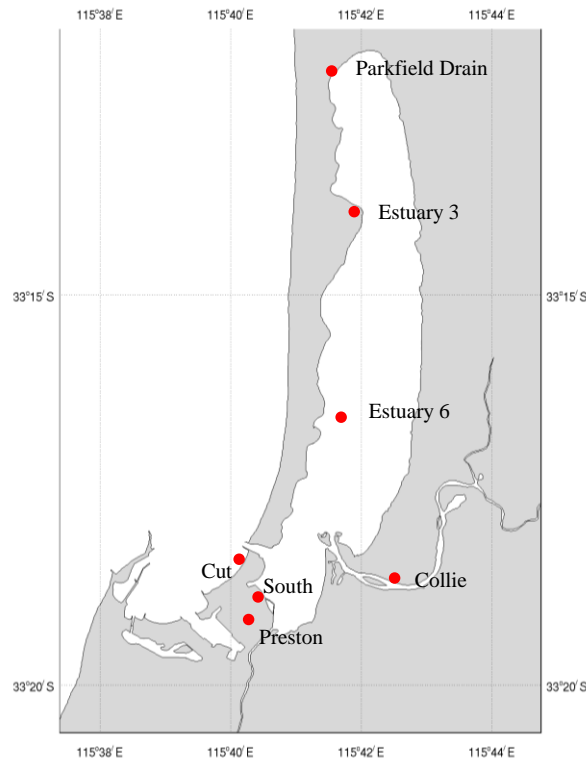 115°38′ E 115°40′ E 115°42′ E 115°44′ E
Parkfield Drain
Estuary 3
33°15′ S 33°15′ S
Estuary 6
Cut
South
Collie
Preston
33°20′ S 33°20′ S
115°38′ E 115°40′ E 115°42′ E 115°44′ E